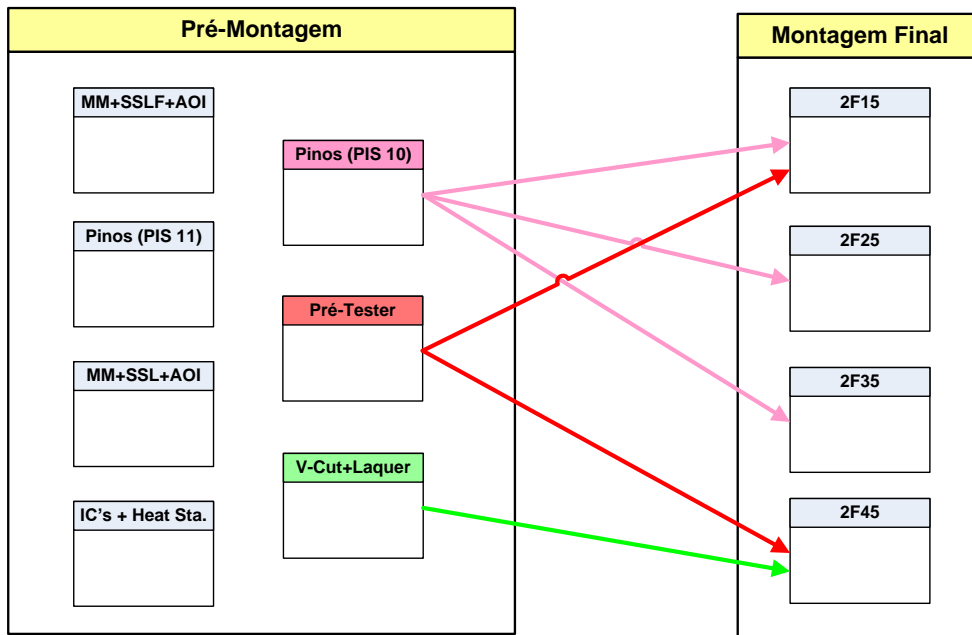 Pré-Montagem
MM+SSLF+AOI
Pinos (PIS 11)
MM+SSL+AOI
IC's + Heat Sta.
Pinos (PIS 10)
Pré-Tester
V-Cut+Laquer
Montagem Final
2F15
2F25
2F35
2F45